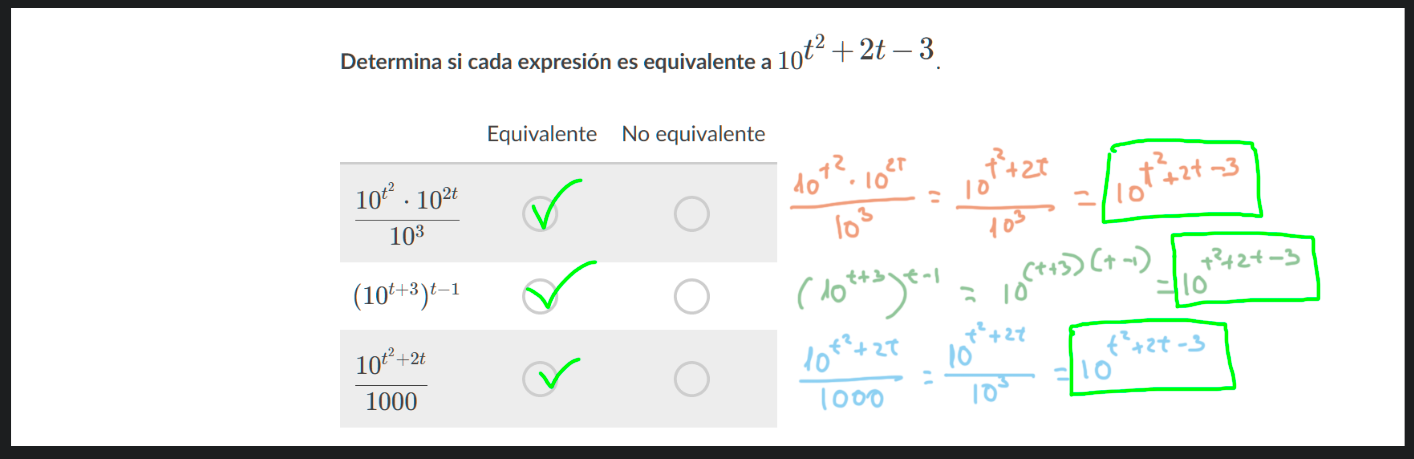 Determina si cada expresión es equivalente a 10^{t^2 + 2t − 3}.
Equivalente No equivalente
\frac{10^{t^2} · 10^{2t}}{10^3}
\frac{10^{t^2} · 10^{2t}}{10^3} = \frac{10^{t^2+2t}}{10^3} = 10^{t^2+2t-3}
(10^{t+3})^{t−1}
(10^{t+3})^{t-1} = 10^{(t+3)(t-1)} = 10^{t^2+2t-3}
\frac{10^{t^2+2t}}{1000}
\frac{10^{t^2+2t}}{1000} = \frac{10^{t^2+2t}}{10^3} = 10^{t^2+2t-3}